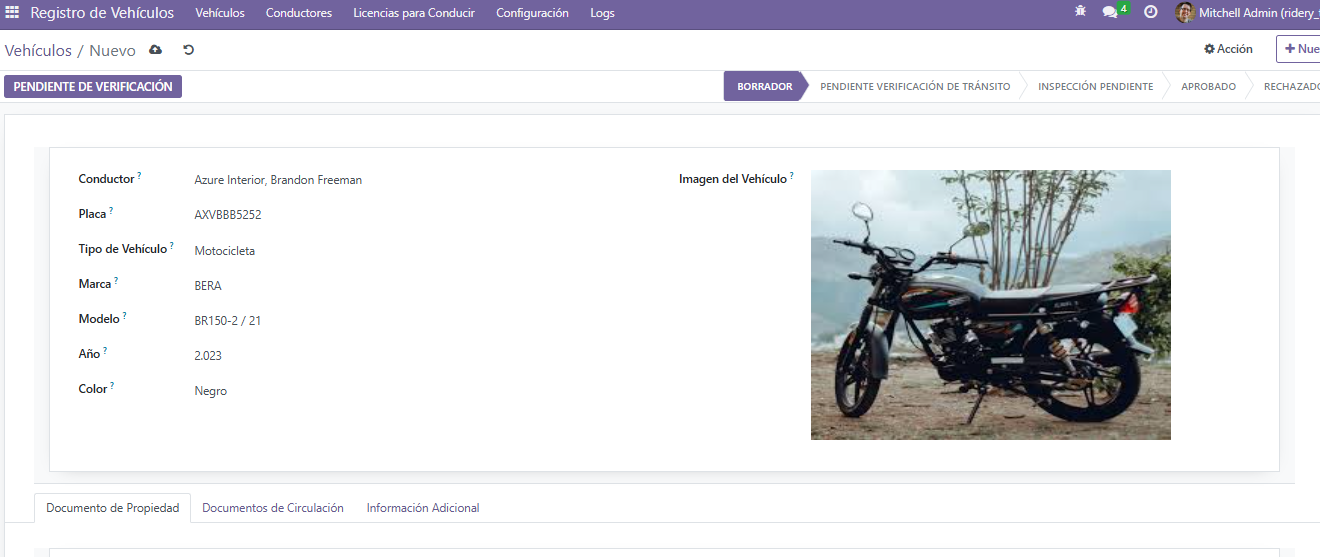 Registro de Vehículos Vehículos Conductores Licencias para Conducir Configuración Logs 4 Mitchell Admin (ridery_
Vehículos / Nuevo Acción + Nue
PENDIENTE DE VERIFICACIÓN BORRADOR PENDIENTE VERIFICACIÓN DE TRÁNSITO INSPECCIÓN PENDIENTE APROBADO RECHAZADO
Conductor ? Azure Interior, Brandon Freeman Imagen del Vehículo ?
Placa ? AXVBBB5252
Tipo de Vehículo ? Motocicleta
Marca ? BERA
Modelo ? BR150-2 / 21
Año ? 2.023
Color ? Negro
Documento de Propiedad Documentos de Circulación Información Adicional